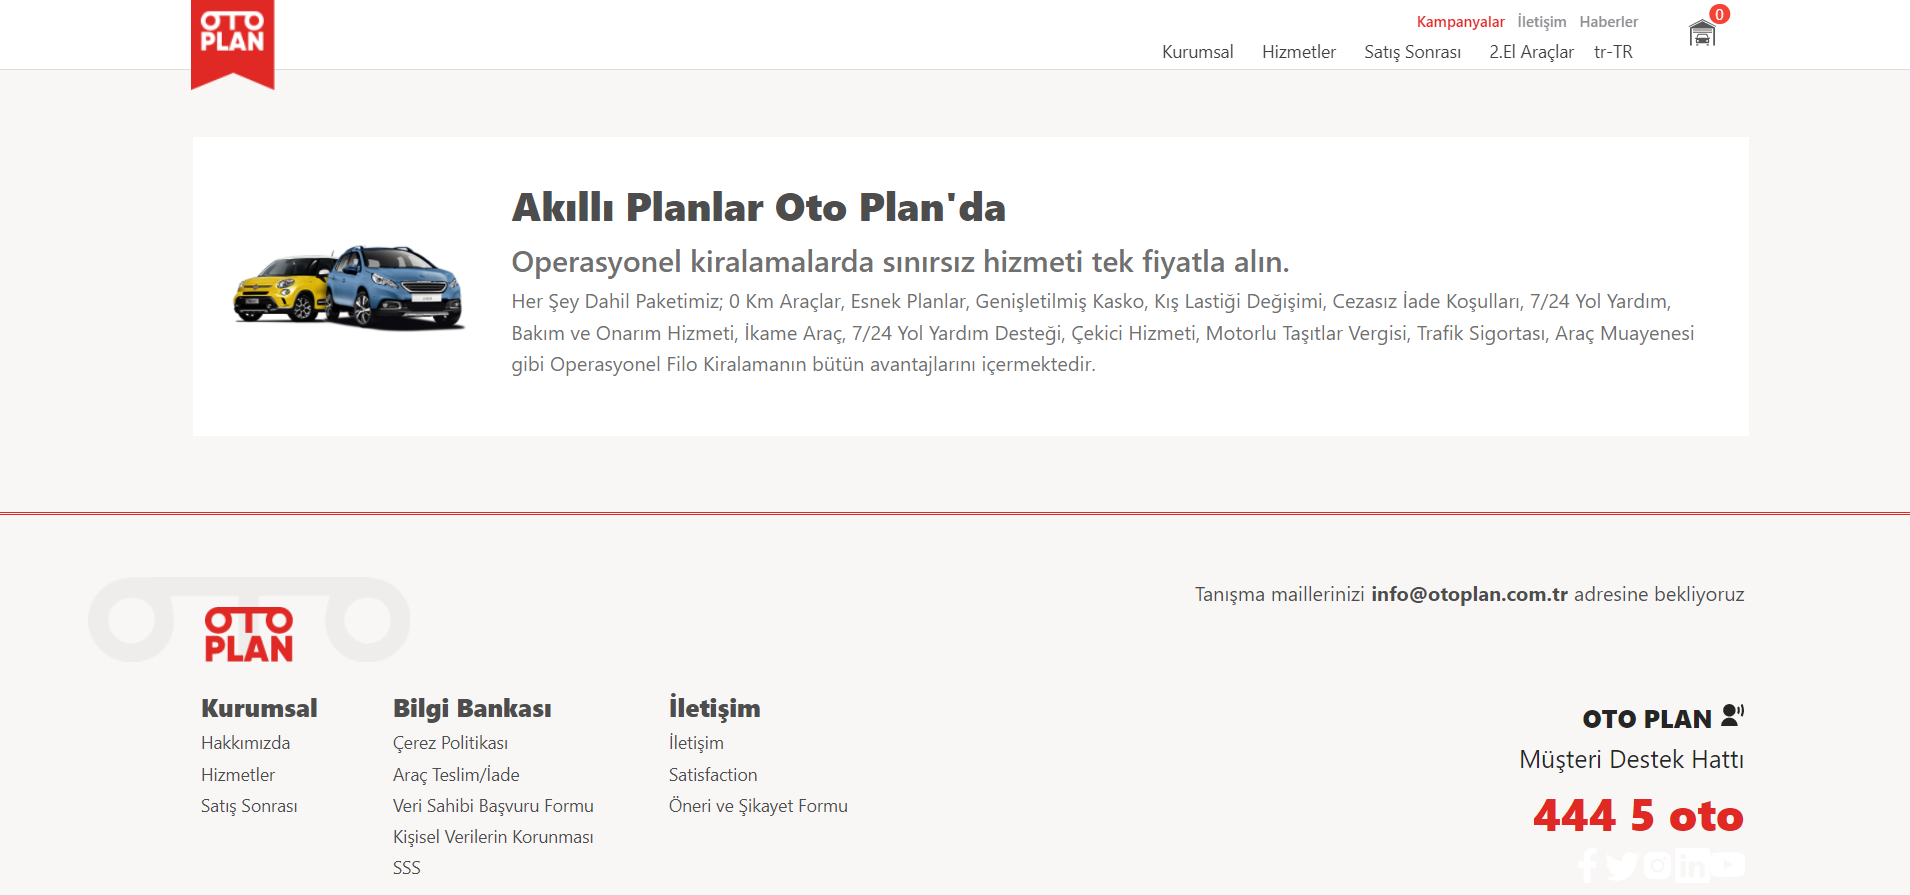 OTO
PLAN
Kampanyalar İletişim Haberler
0
Kurumsal Hizmetler Satış Sonrası 2.El Araçlar tr-TR
Akıllı Planlar Oto Plan'da
Operasyonel kiralamalarda sınırsız hizmeti tek fiyatla alın.
Her Şey Dahil Paketimiz; 0 Km Araçlar, Esnek Planlar, Genişletilmiş Kasko, Kış Lastiği Değişimi, Cezasız İade Koşulları, 7/24 Yol Yardım,
Bakım ve Onarım Hizmeti, İkame Araç, 7/24 Yol Yardım Desteği, Çekici Hizmeti, Motorlu Taşıtlar Vergisi, Trafik Sigortası, Araç Muayenesi
gibi Operasyonel Filo Kiralamanın bütün avantajlarını içermektedir.
Tanışma maillerinizi info@otoplan.com.tr adresine bekliyoruz
OTO
PLAN
Kurumsal
Hakkımızda
Hizmetler
Satış Sonrası
Bilgi Bankası
Çerez Politikası
Araç Teslim/İade
Veri Sahibi Başvuru Formu
Kişisel Verilerin Korunması
SSS
İletişim
İletişim
Satisfaction
Öneri ve Şikayet Formu
OTO PLAN
Müşteri Destek Hattı
444 5 oto